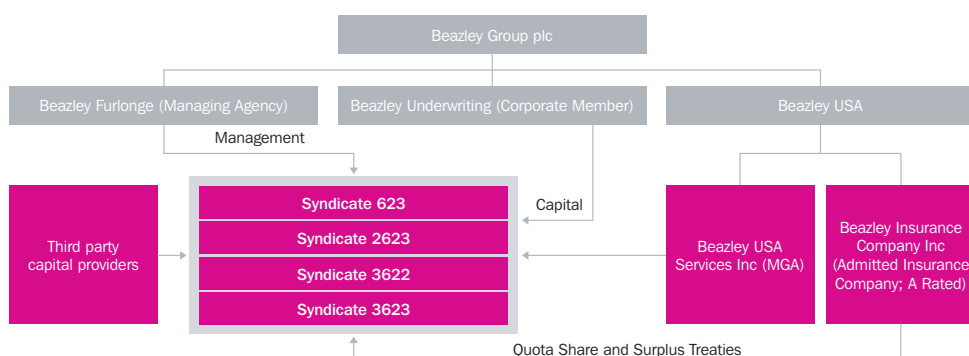 Beazley Group plc
Beazley Furlonge (Managing Agency)
Beazley Underwriting (Corporate Member)
Beazley USA
Management
Third party
capital providers
Syndicate 623
Syndicate 2623
Syndicate 3622
Syndicate 3623
Capital
Beazley USA
Services Inc (MGA)
Beazley Insurance
Company Inc
(Admitted Insurance
Company; A Rated)
Quota Share and Surplus Treaties